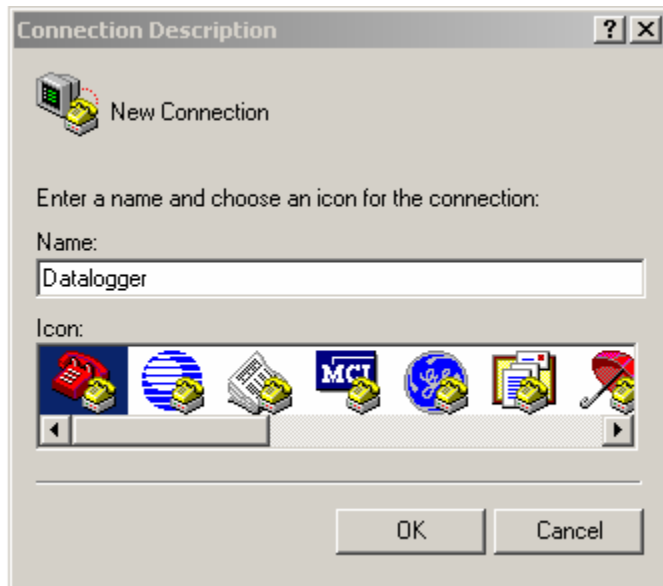 Connection Description
New Connection
Enter a name and choose an icon for the connection:
Name:
Datalogger
Icon:
MCI
OK
Cancel